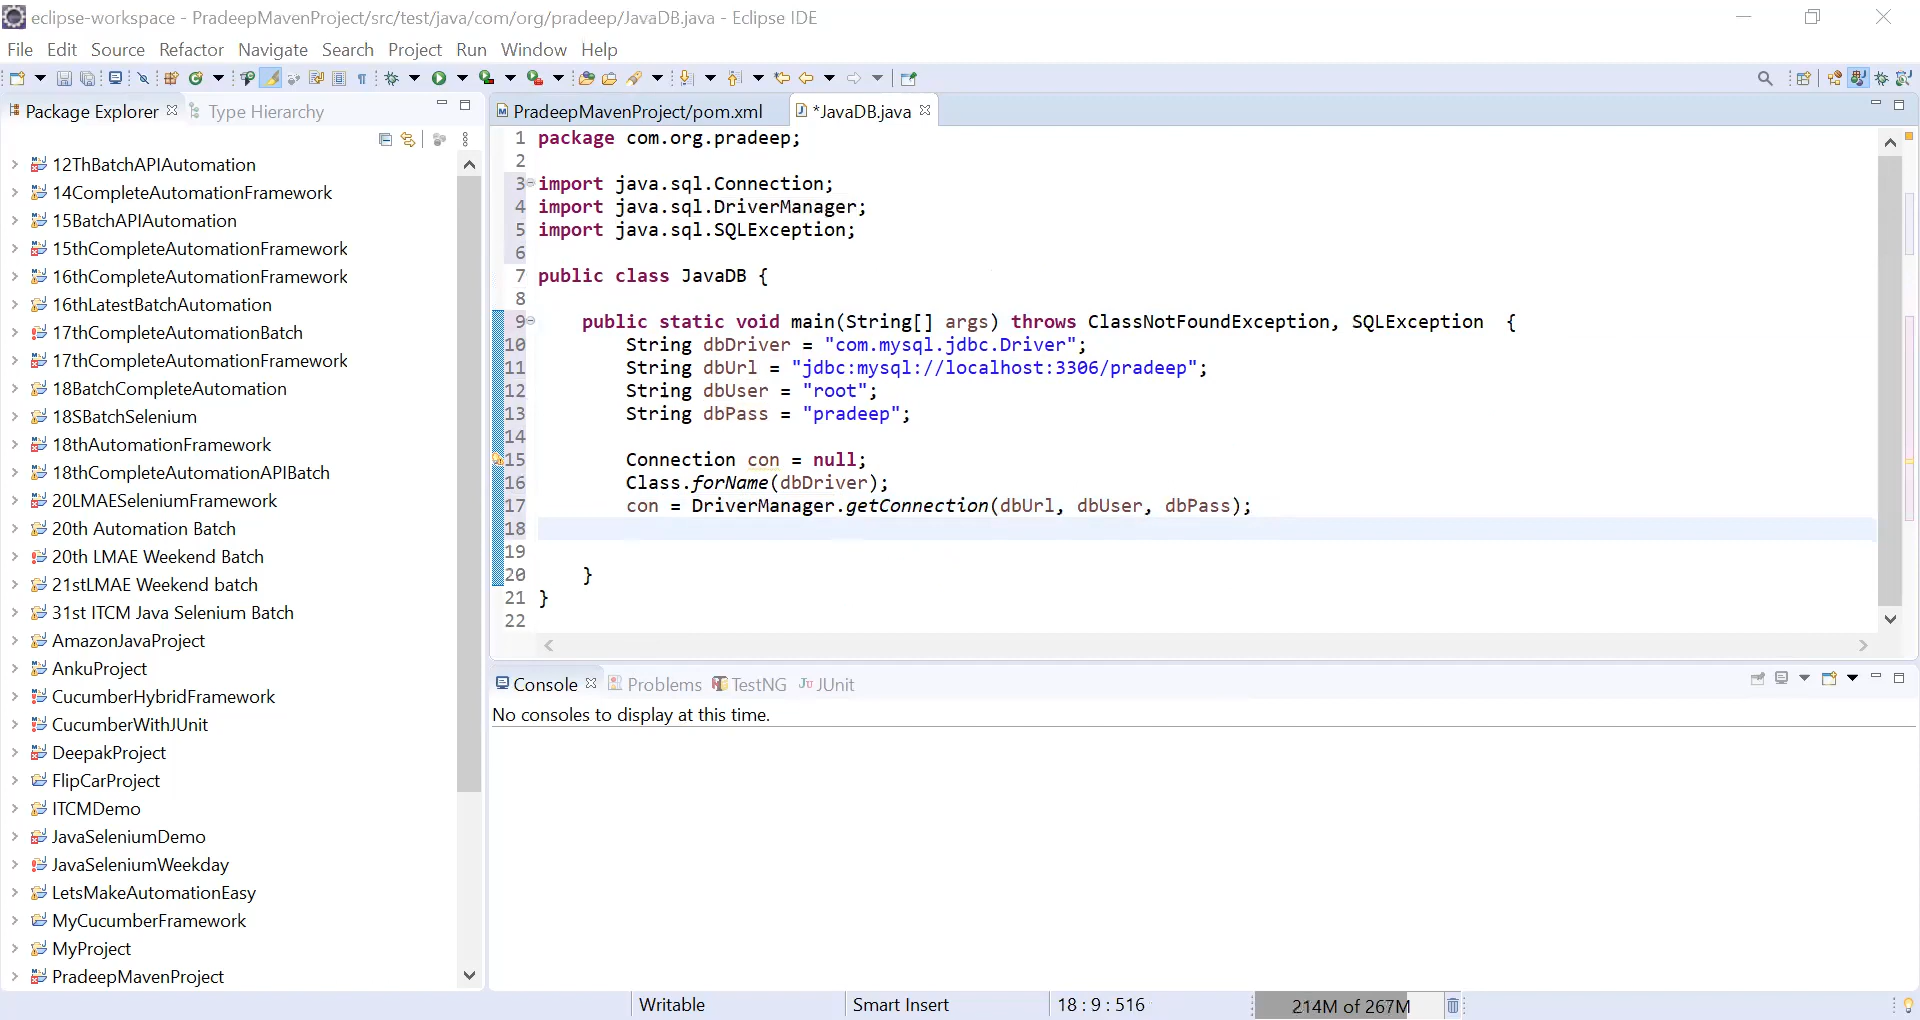 eclipse-workspace - PradeepMavenProject/src/test/java/com/org/pradeep/JavaDB.java - Eclipse IDE
File Edit Source Refactor Navigate Search Project Run Window Help
Package Explorer Type Hierarchy
12ThBatchAPIAutomation
14CompleteAutomationFramework
15BatchAPIAutomation
15thCompleteAutomationFramework
16thCompleteAutomationFramework
16thLatestBatchAutomation
17thCompleteAutomationBatch
17thCompleteAutomationFramework
18BatchCompleteAutomation
18SBatchSelenium
18thAutomationFramework
18thCompleteAutomationAPIBatch
20LMAESeleniumFramework
20th Automation Batch
20th LMAE Weekend Batch
21stLMAE Weekend batch
31st ITCM Java Selenium Batch
AmazonJavaProject
AnkuProject
CucumberHybridFramework
CucumberWithJUnit
DeepakProject
FlipCarProject
ITCMDemo
JavaSeleniumDemo
JavaSeleniumWeekday
LetsMakeAutomationEasy
MyCucumberFramework
MyProject
PradeepMavenProject
PradeepMavenProject/pom.xml *JavaDB.java
1 package com.org.pradeep;
2
3 import java.sql.Connection;
4 import java.sql.DriverManager;
5 import java.sql.SQLException;
6
7 public class JavaDB {
8
9 public static void main(String[] args) throws ClassNotFoundException, SQLException {
10 String dbDriver = "com.mysql.jdbc.Driver";
11 String dbUrl = "jdbc:mysql://localhost:3306/pradeep";
12 String dbUser = "root";
13 String dbPass = "pradeep";
14
15 Connection con = null;
16 Class.forName(dbDriver);
17 con = DriverManager.getConnection(dbUrl, dbUser, dbPass);
18
19
20 }
21 }
22
Console Problems TestNG JUnit
No consoles to display at this time.
Writable Smart Insert 18 : 9 : 516 214M of 267M